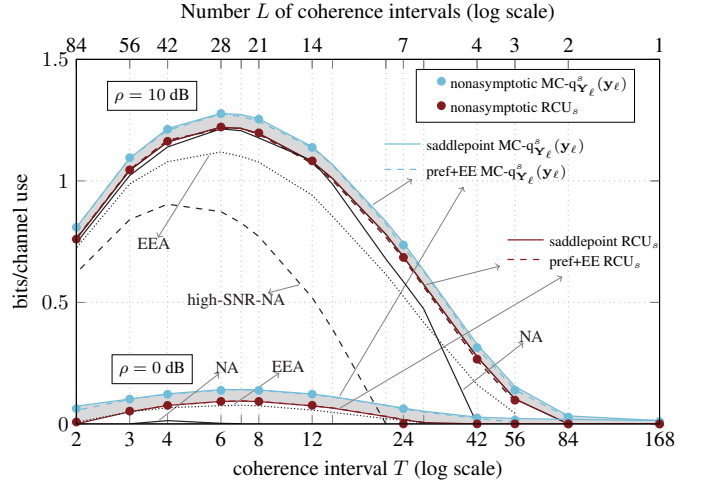 Number L of coherence intervals (log scale)
84 56 42 28 21 14 7 4 3 2 1
1.5
1
0.5
0
bits/channel use
ρ = 10 dB
nonasymptotic MC-q^s_{Y_ℓ}(y_ℓ)
nonasymptotic RCU_s
saddlepoint MC-q^s_{Y_ℓ}(y_ℓ)
pref+EE MC-q^s_{Y_ℓ}(y_ℓ)
EEA
saddlepoint RCU_s
pref+EE RCU_s
high-SNR-NA
NA
ρ = 0 dB
NA
EEA
2 3 4 6 8 12 24 42 56 84 168
coherence interval T (log scale)